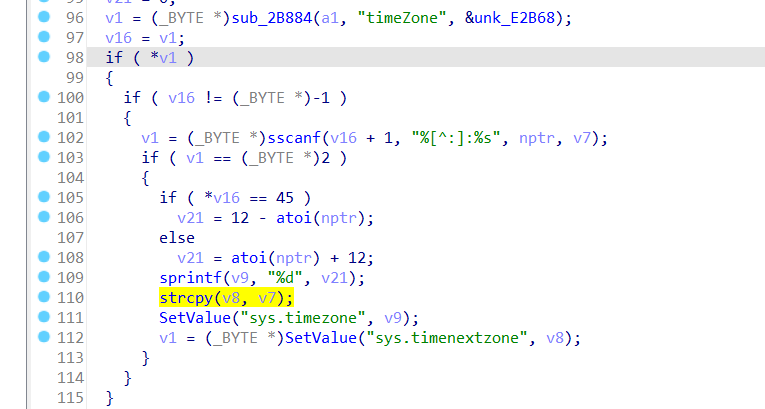 95 v21 = 0;
96 v1 = (_BYTE *)sub_2B884(a1, "timeZone", &unk_E2B68);
97 v16 = v1;
98 if ( *v1 )
99 {
100 if ( v16 != (_BYTE *)-1 )
101 {
102 v1 = (_BYTE *)sscanf(v16 + 1, "%[^:]:%s", nptr, v7);
103 if ( v1 == (_BYTE *)2 )
104 {
105 if ( *v16 == 45 )
106 v21 = 12 - atoi(nptr);
107 else
108 v21 = atoi(nptr) + 12;
109 sprintf(v9, "%d", v21);
110 strcpy(v8, v7);
111 SetValue("sys.timezone", v9);
112 v1 = (_BYTE *)SetValue("sys.timenextzone", v8);
113 }
114 }
115 }